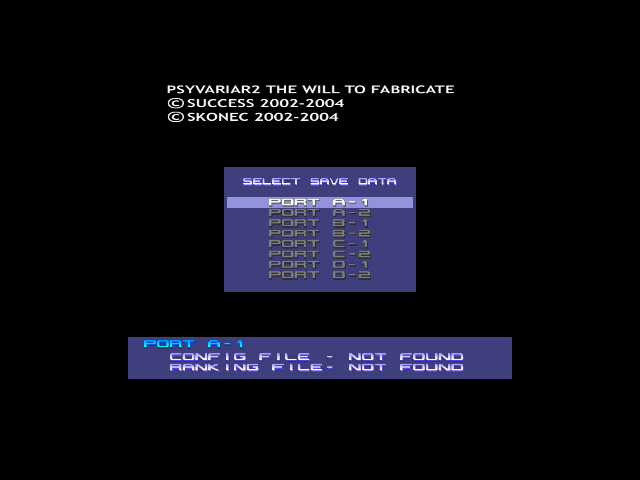 PSYVARIAR2 THE WILL TO FABRICATE
©SUCCESS 2002-2004
©SKONEC 2002-2004
SELECT SAVE DATA
PORT A-1
PORT A-2
PORT B-1
PORT B-2
PORT C-1
PORT C-2
PORT D-1
PORT D-2
PORT A-1
CONFIG FILE - NOT FOUND
RANKING FILE- NOT FOUND